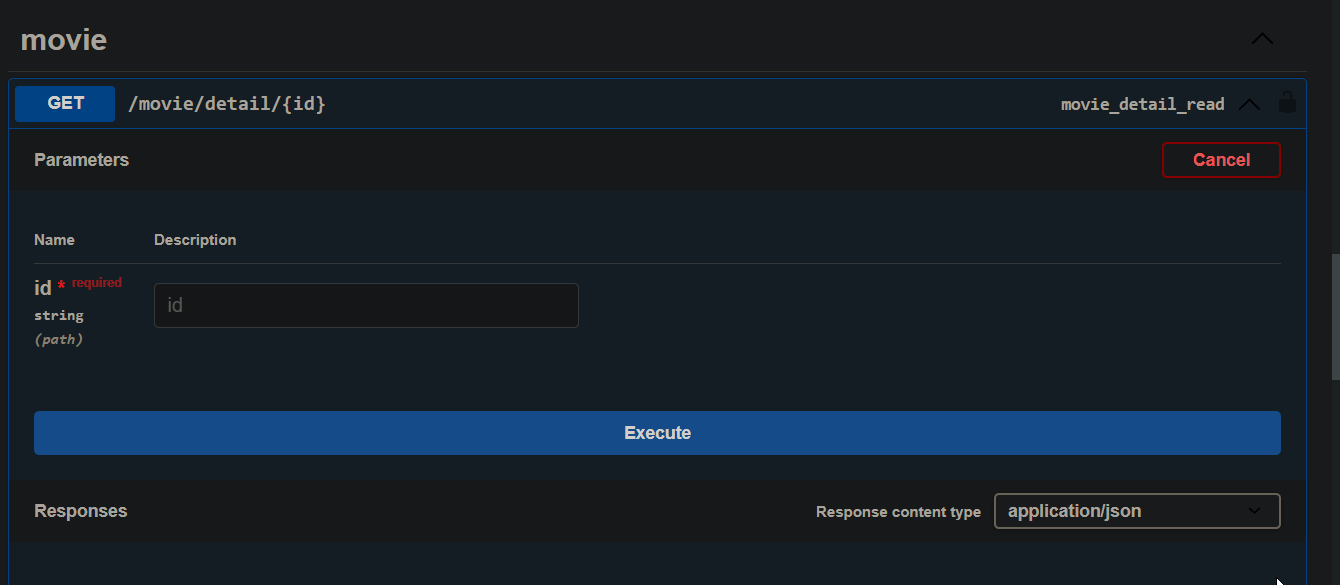 movie
GET /movie/detail/{id} movie_detail_read
Parameters Cancel
Name Description
id * required
id
string
(path)
Execute
Responses Response content type application/json